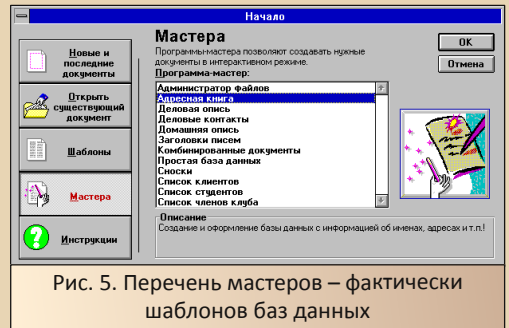 Начало
Новые и
последние
документы
Открыть
существующий
документ
Шаблоны
Мастера
Инструкции
Мастера
Программы-мастера позволяют создавать нужные
документы в интерактивном режиме.
Программа-мастер:
Администратор файлов
Адресная книга
Деловая опись
Деловые контакты
Домашняя опись
Заголовки писем
Комбинированные документы
Простая база данных
Сноски
Список клиентов
Список студентов
Список членов клуба
OK
Отмена
Описание
Создание и оформление базы данных с информацией об именах, адресах и т.п.!
Рис. 5. Перечень мастеров – фактически
шаблонов баз данных